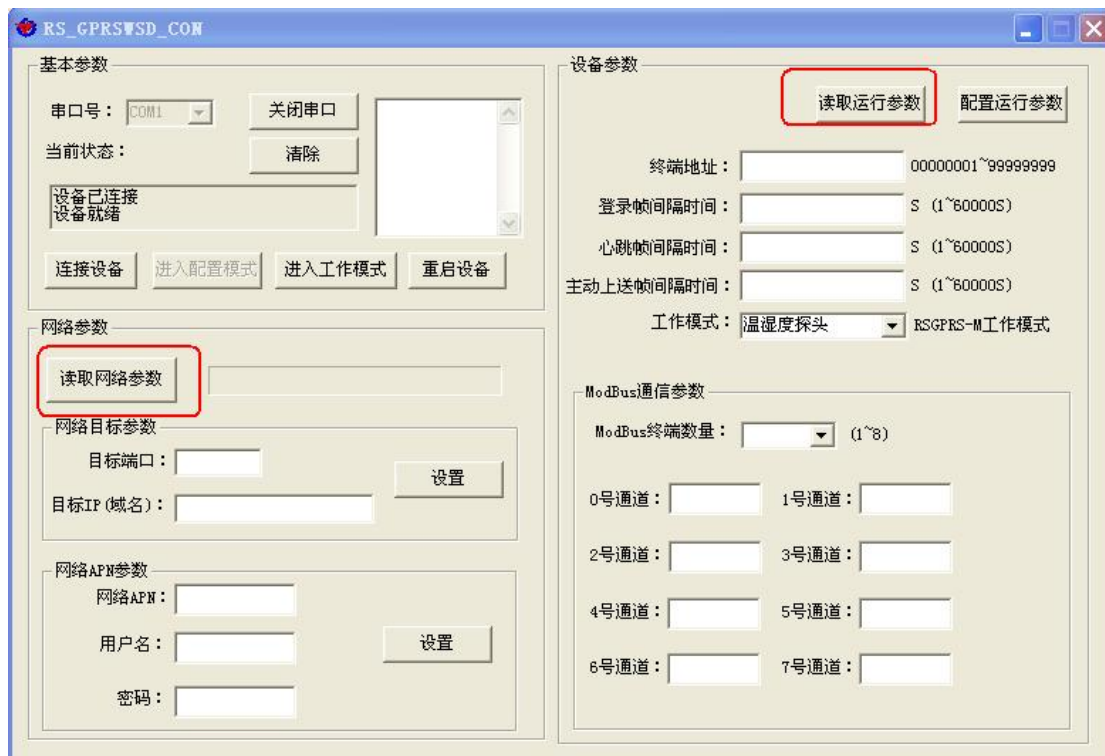 RS_GPRSWSD_CON
基本参数
串口号： COM1 关闭串口
当前状态： 清除
设备已连接
设备就绪
连接设备 进入配置模式 进入工作模式 重启设备
网络参数
读取网络参数
网络目标参数
目标端口：
设置
目标IP(域名)：
网络APN参数
网络APN：
用户名： 设置
密码：
设备参数
读取运行参数 配置运行参数
终端地址： 00000001~99999999
登录帧间隔时间： S (1~60000S)
心跳帧间隔时间： S (1~60000S)
主动上送帧间隔时间： S (1~60000S)
工作模式： 温湿度探头 RSGPRS-M工作模式
ModBus通信参数
ModBus终端数量： (1~8)
0号通道： 1号通道：
2号通道： 3号通道：
4号通道： 5号通道：
6号通道： 7号通道：